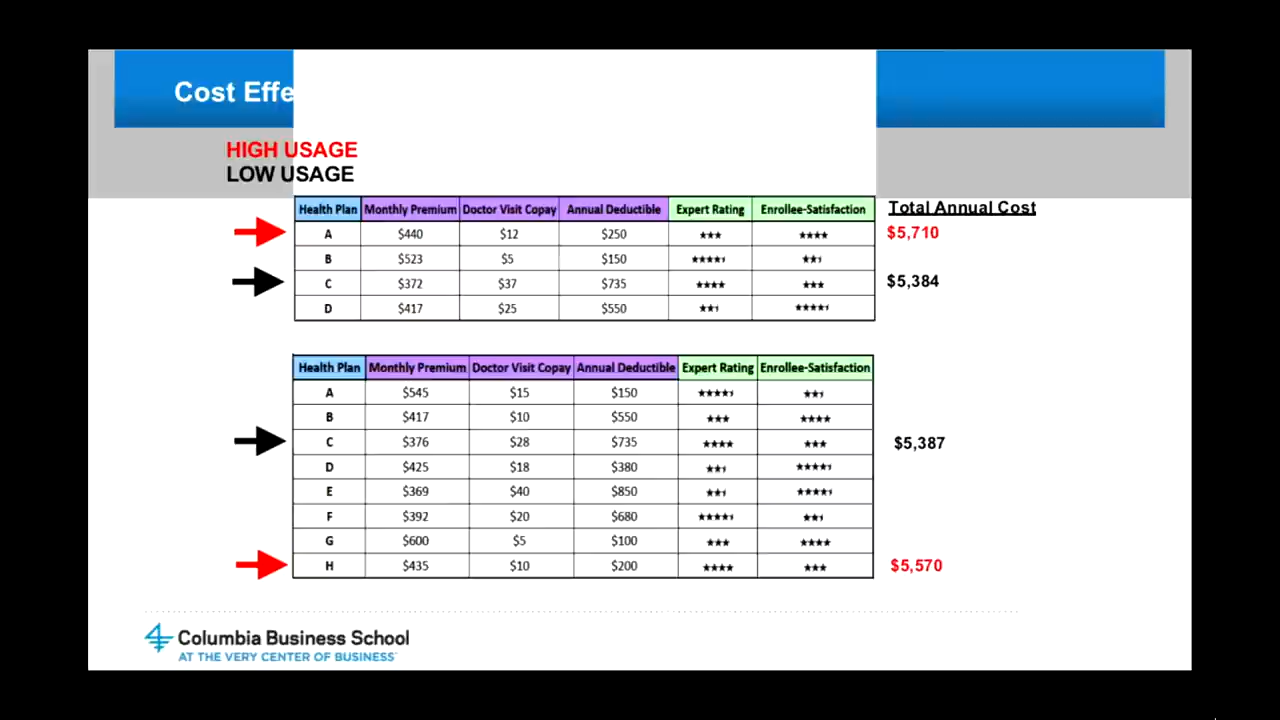 Cost Effe
HIGH USAGE
LOW USAGE
Health Plan Monthly Premium Doctor Visit Copay Annual Deductible Expert Rating Enrollee-Satisfaction Total Annual Cost
A $440 $12 $250 ★★★ ★★★★ $5,710
B $523 $5 $150 ★★★★⯨ ★★⯨
C $372 $37 $735 ★★★★ ★★★ $5,384
D $417 $25 $550 ★★⯨ ★★★★⯨
Health Plan Monthly Premium Doctor Visit Copay Annual Deductible Expert Rating Enrollee-Satisfaction
A $545 $15 $150 ★★★★⯨ ★★⯨
B $417 $10 $550 ★★★ ★★★★
C $376 $28 $735 ★★★★ ★★★ $5,387
D $425 $18 $380 ★★⯨ ★★★★⯨
E $369 $40 $850 ★★⯨ ★★★★⯨
F $392 $20 $680 ★★★★⯨ ★★⯨
G $600 $5 $100 ★★★ ★★★★
H $435 $10 $200 ★★★★ ★★★ $5,570
Columbia Business School
AT THE VERY CENTER OF BUSINESS